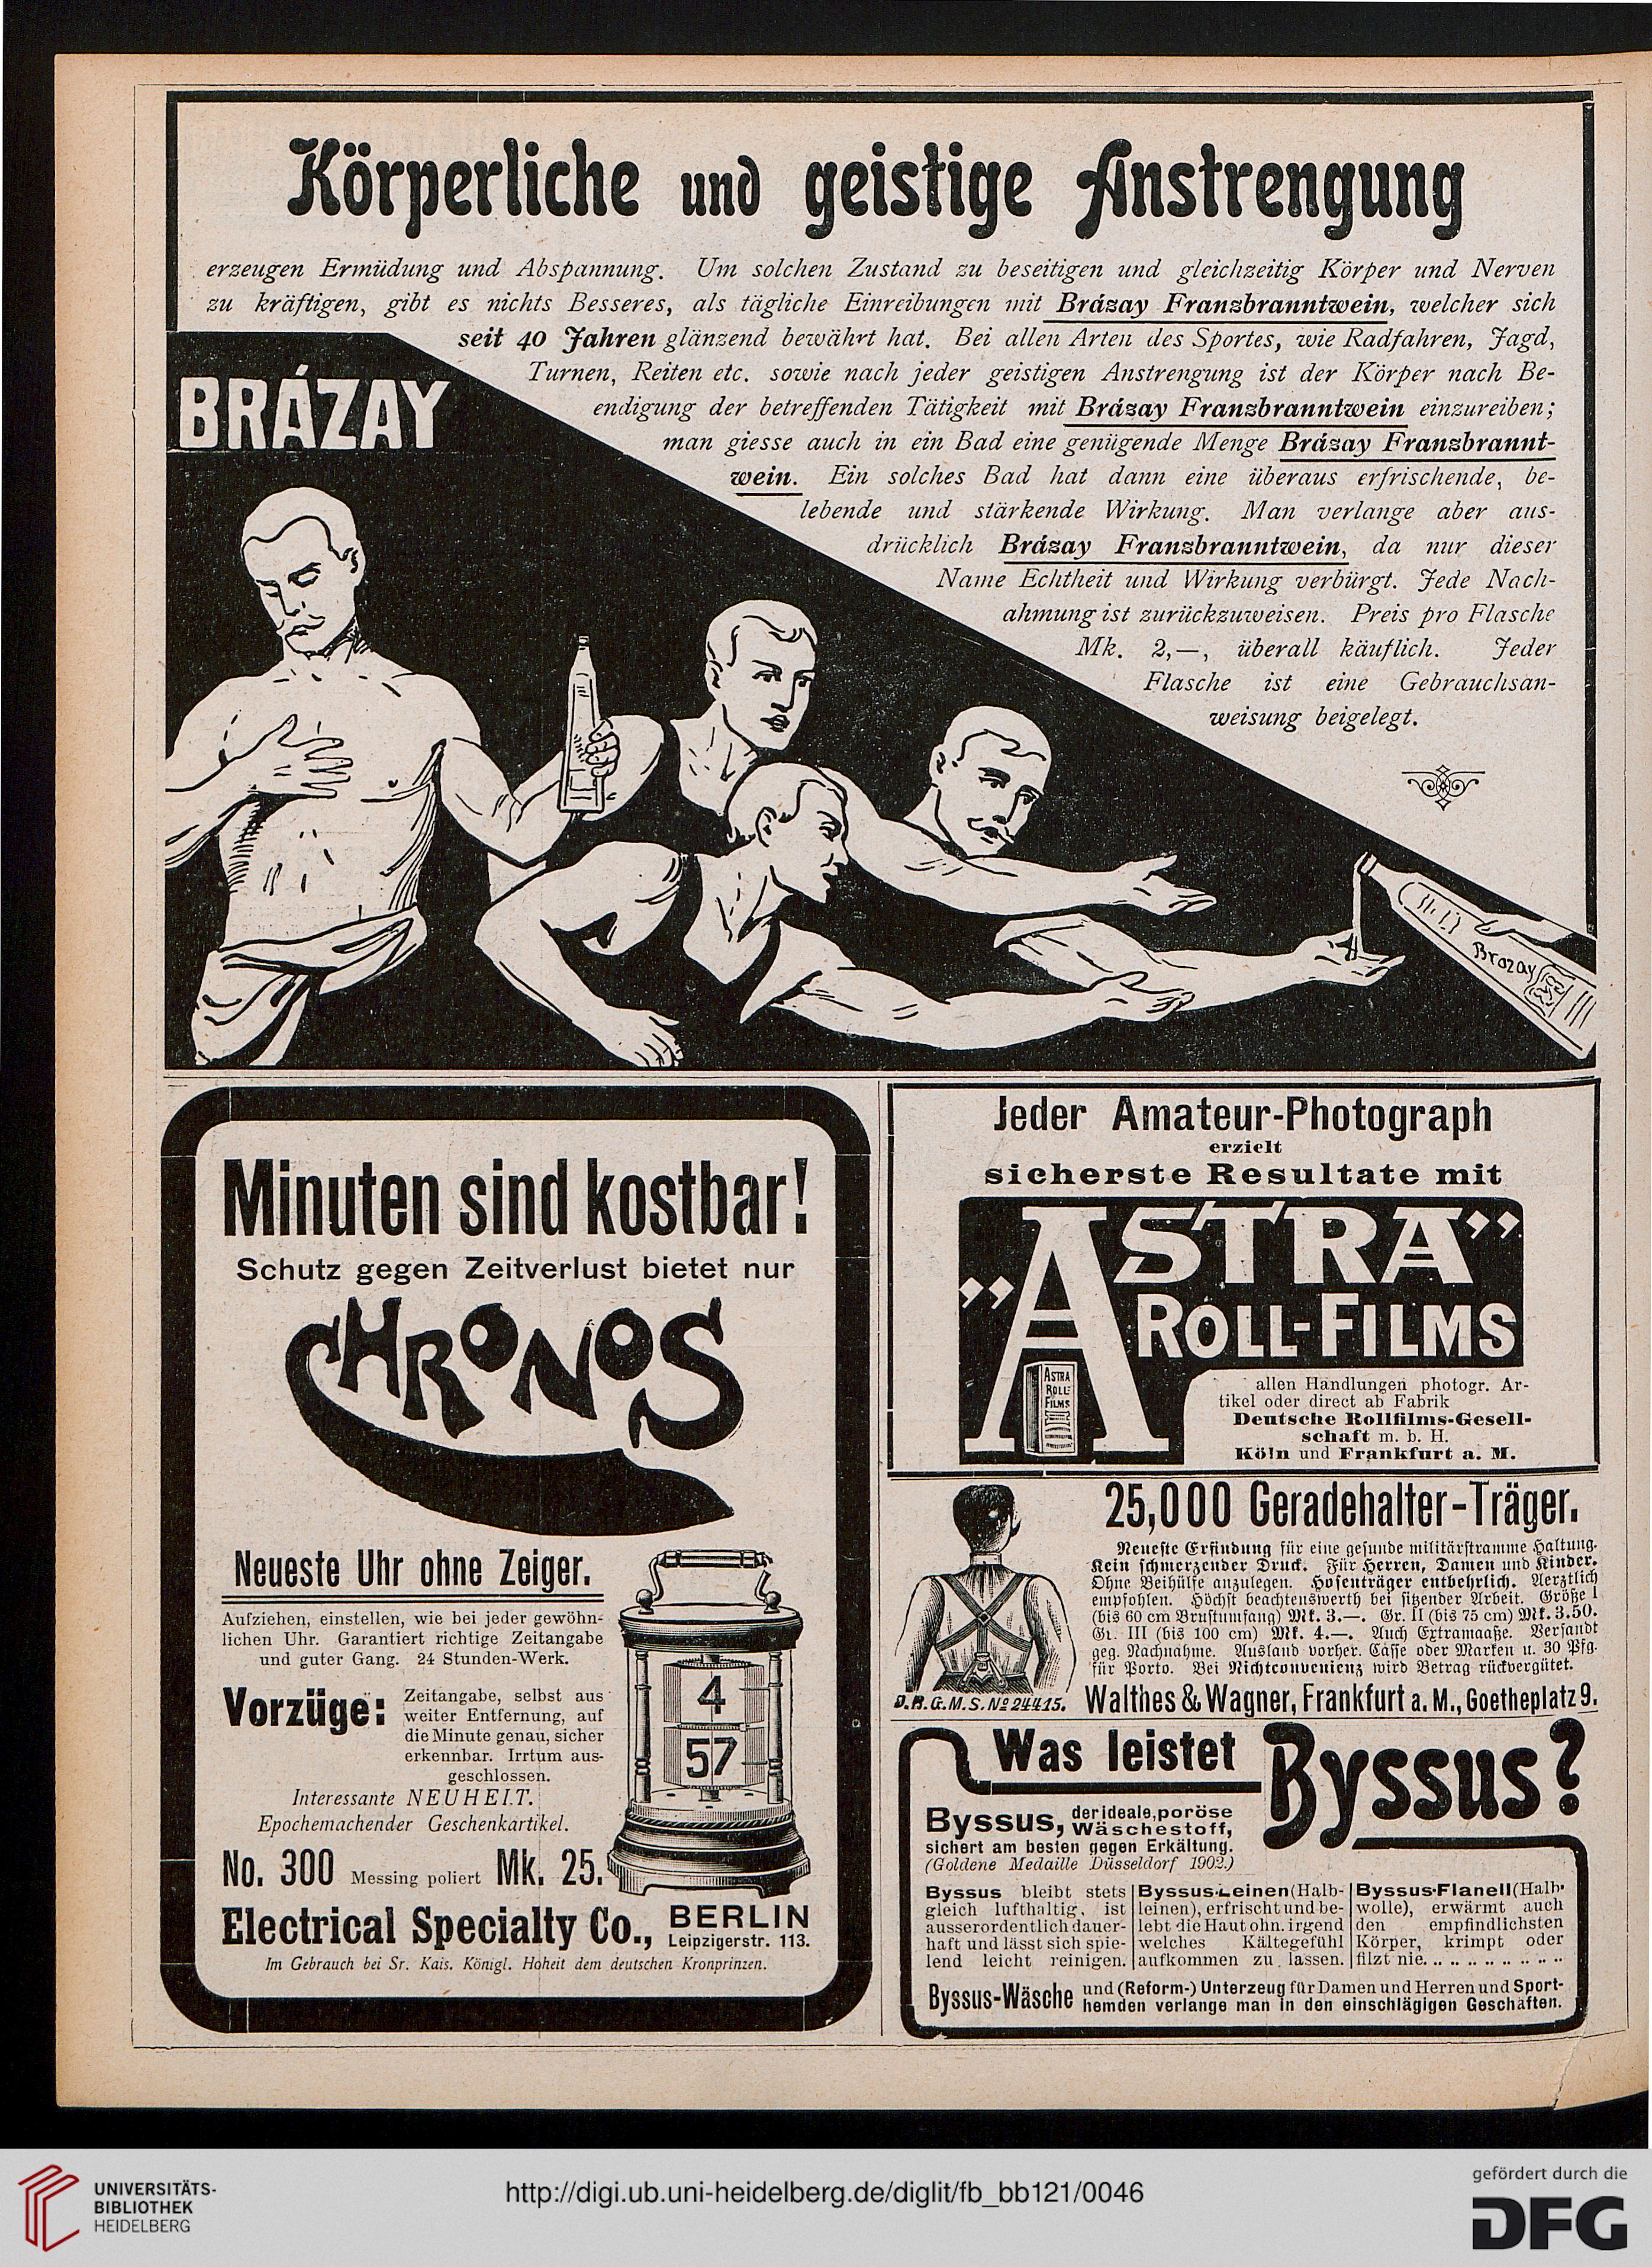 Körperliche und geistige Anstrengung
erzeugen Ermüdung und Abspannung. Um solchen Zustand zu beseitigen und gleichzeitig Körper und Nerven
zu kräftigen, gibt es nichts Besseres, als tägliche Einreibungen mit Brázay Franzbranntwein, welcher sich
seit 40 Jahren glänzend bewährt hat. Bei allen Arten des Sportes, wie Radfahren, Jagd,
Turnen, Reiten etc. sowie nach jeder geistigen Anstrengung ist der Körper nach Be-
endigung der betreffenden Tätigkeit mit Brázay Franzbranntwein einzureiben;
man giesse auch in ein Bad eine genügende Menge Brázay Franzbrannt-
wein. Ein solches Bad hat dann eine überaus erfrischende, be-
lebende und stärkende Wirkung. Man verlange aber aus-
drücklich Brázay Franzbranntwein, da nur dieser
Name Echtheit und Wirkung verbürgt. Jede Nach-
ahmung ist zurückzuweisen. Preis pro Flasche
Mk. 2,—, überall käuflich. Jeder
Flasche ist eine Gebrauchsan-
weisung beigelegt.
BRÁZAY
Brazay
Minuten sind kostbar!
Schutz gegen Zeitverlust bietet nur
CHRONOS
Neueste Uhr ohne Zeiger.
Aufziehen, einstellen, wie bei jeder gewöhn-
lichen Uhr. Garantiert richtige Zeitangabe
und guter Gang. 24 Stunden-Werk.
Vorzüge: Zeitangabe, selbst aus
weiter Entfernung, auf
die Minute genau, sicher
erkennbar. Irrtum aus-
geschlossen.
Interessante NEUHEIT.
Epochemachender Geschenkartikel.
4
57
No. 300 Messing poliert Mk. 25.
Electrical Specialty Co., BERLIN
Leipzigerstr. 113.
Im Gebrauch bei Sr. Kais. Königl. Hoheit dem deutschen Kronprinzen.
Jeder Amateur-Photograph
erzielt
sicherste Resultate mit
„ASTRA”
ROLL-FILMS
ASTRA
ROLL-
FILMS
allen Handlungen photogr. Ar-
tikel oder direct ab Fabrik
Deutsche Rollfilms-Gesell-
schaft m. b. H.
Köln und Frankfurt a. M.
25,000 Geradehalter-Träger.
Neueste Erfindung für eine gesunde militärstramme Haltung.
Kein schmerzender Druck. Für Herren, Damen und Kinder.
Ohne Beihülfe anzulegen. Hosenträger entbehrlich. Aerztlich
empfohlen. Höchst beachtenswerth bei sitzender Arbeit. Größe I
(bis 60 cm Brustumfang) Mk. 3.—. Gr. II (bis 75 cm) Mk. 3.50.
Gr. III (bis 100 cm) Mk. 4.—. Auch Extramaaße. Versandt
geg. Nachnahme. Ausland vorher. Cässe oder Marken u. 30 Pfg.
für Porto. Bei Nichtconvenienz wird Betrag rückvergütet.
D.R.G.M.S. No 24415. Walthes & Wagner, Frankfurt a. M., Goetheplatz 9.
Was leistet Byssus?
Byssus, der ideale, poröse
Wäschestoff,
sichert am besten gegen Erkältung.
(Goldene Medaille Düsseldorf 1902.)
Byssus bleibt stets
gleich lufthaltig, ist
ausserordentlich dauer-
haft und lässt sich spie-
lend leicht reinigen.
Byssus-Leinen (Halb-
leinen), erfrischt und be-
lebt die Haut ohn. irgend
welches Kältegefühl
aufkommen zu lassen.
Byssus-Flanell (Halb-
wolle), erwärmt auch
den empfindlichsten
Körper, krimpt oder
filzt nie. .. .. .. .. .. .. .. ..
Byssus-Wäsche und (Reform-) Unterzeug für Damen und Herren und Sport-
hemden verlange man in den einschlägigen Geschäften.
UNIVERSITÄTS-
BIBLIOTHEK
HEIDELBERG
http://digi.ub.uni-heidelberg.de/diglit/fb_bb121/0046
gefördert durch die
DFG